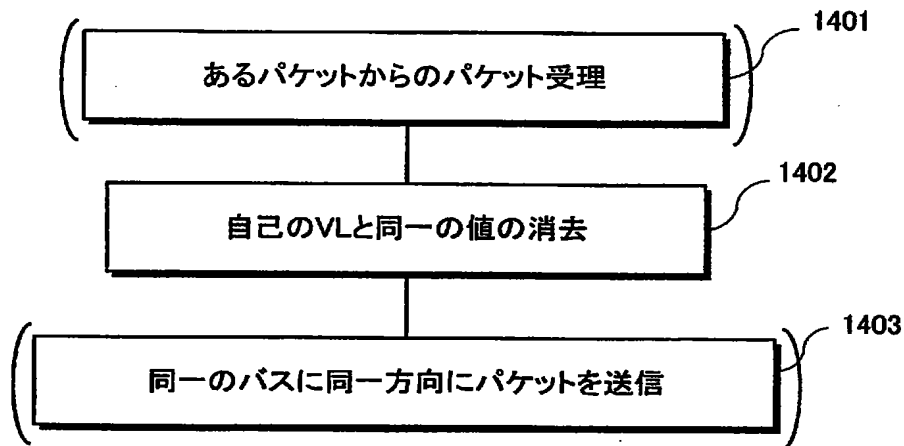 1401
あるパケットからのパケット受理
1402
自己のVLと同一の値の消去
1403
同一のバスに同一方向にパケットを送信